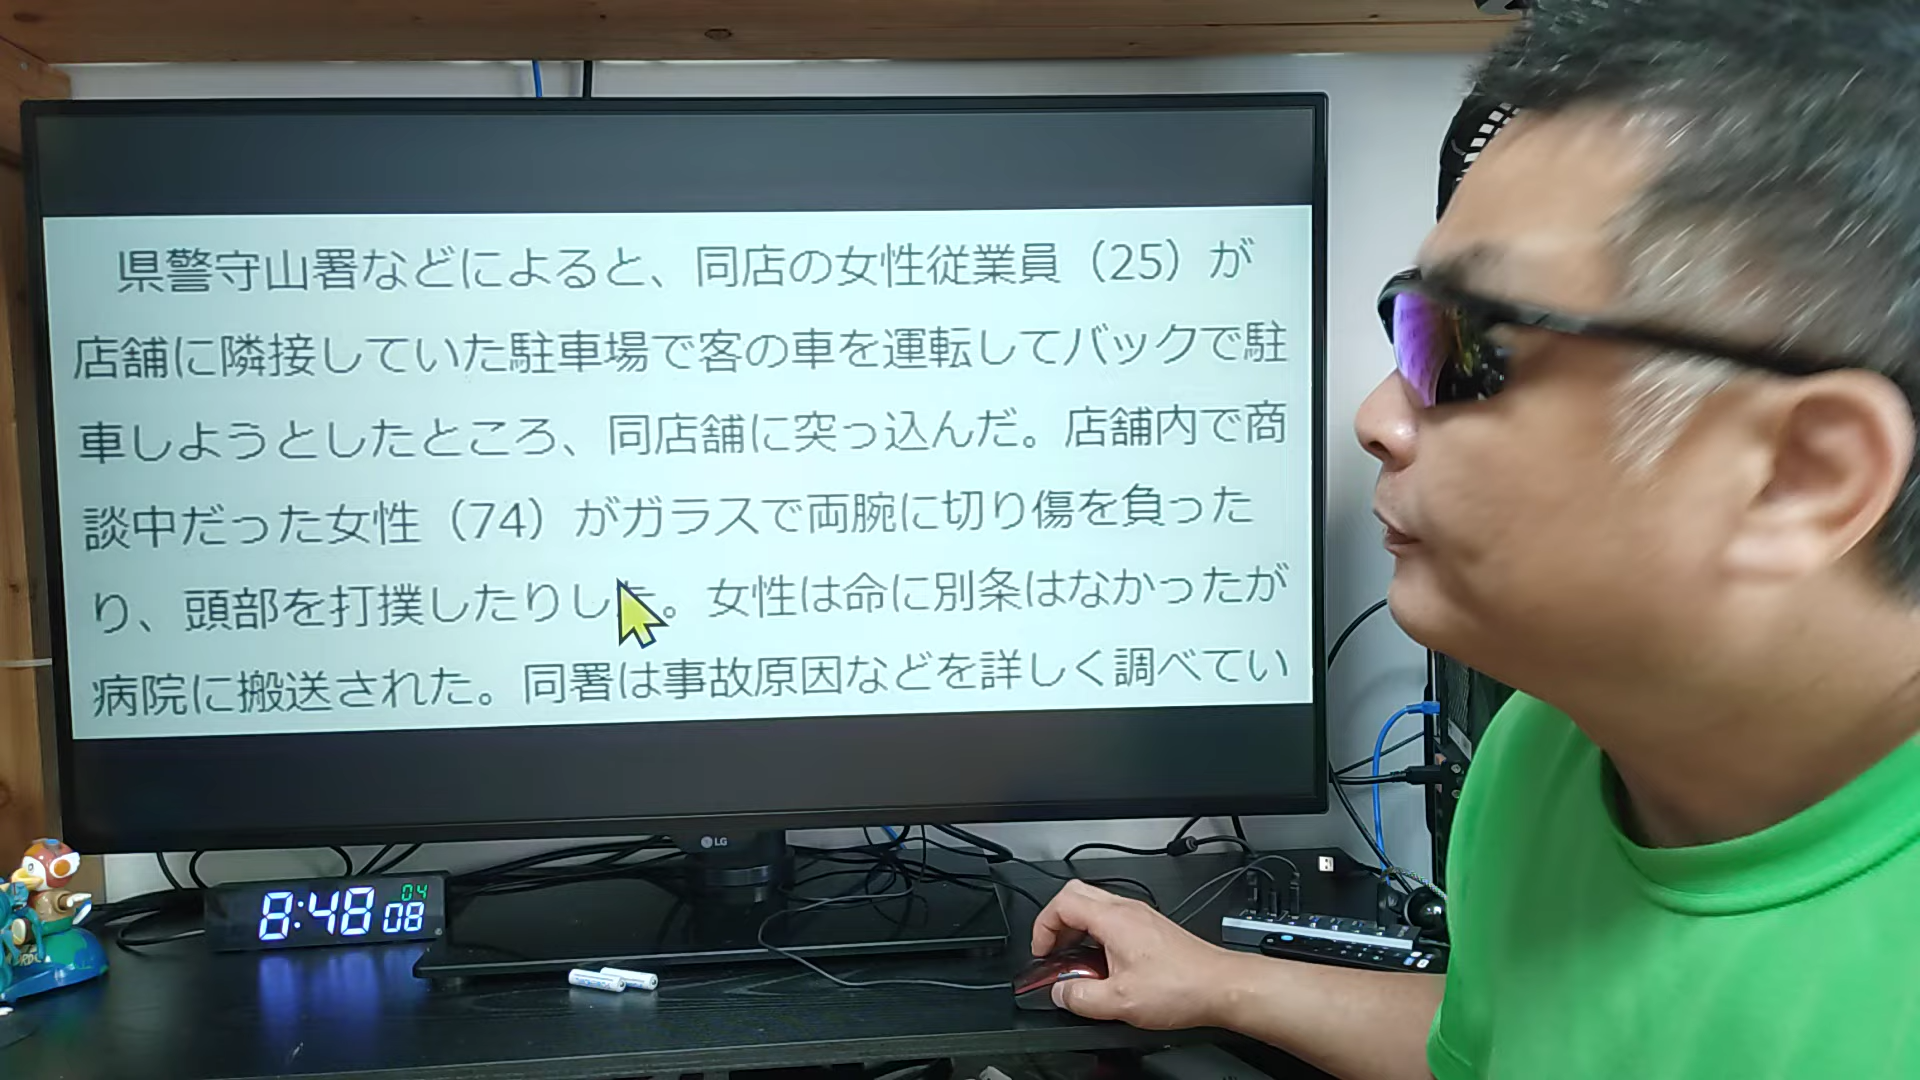 県警守山署などによると、同店の女性従業員（25）が
店舗に隣接していた駐車場で客の車を運転してバックで駐
車しようとしたところ、同店舗に突っ込んだ。店舗内で商
談中だった女性（74）がガラスで両腕に切り傷を負った
り、頭部を打撲したりした。女性は命に別条はなかったが
病院に搬送された。同署は事故原因などを詳しく調べてい
LG
8:48 08
04